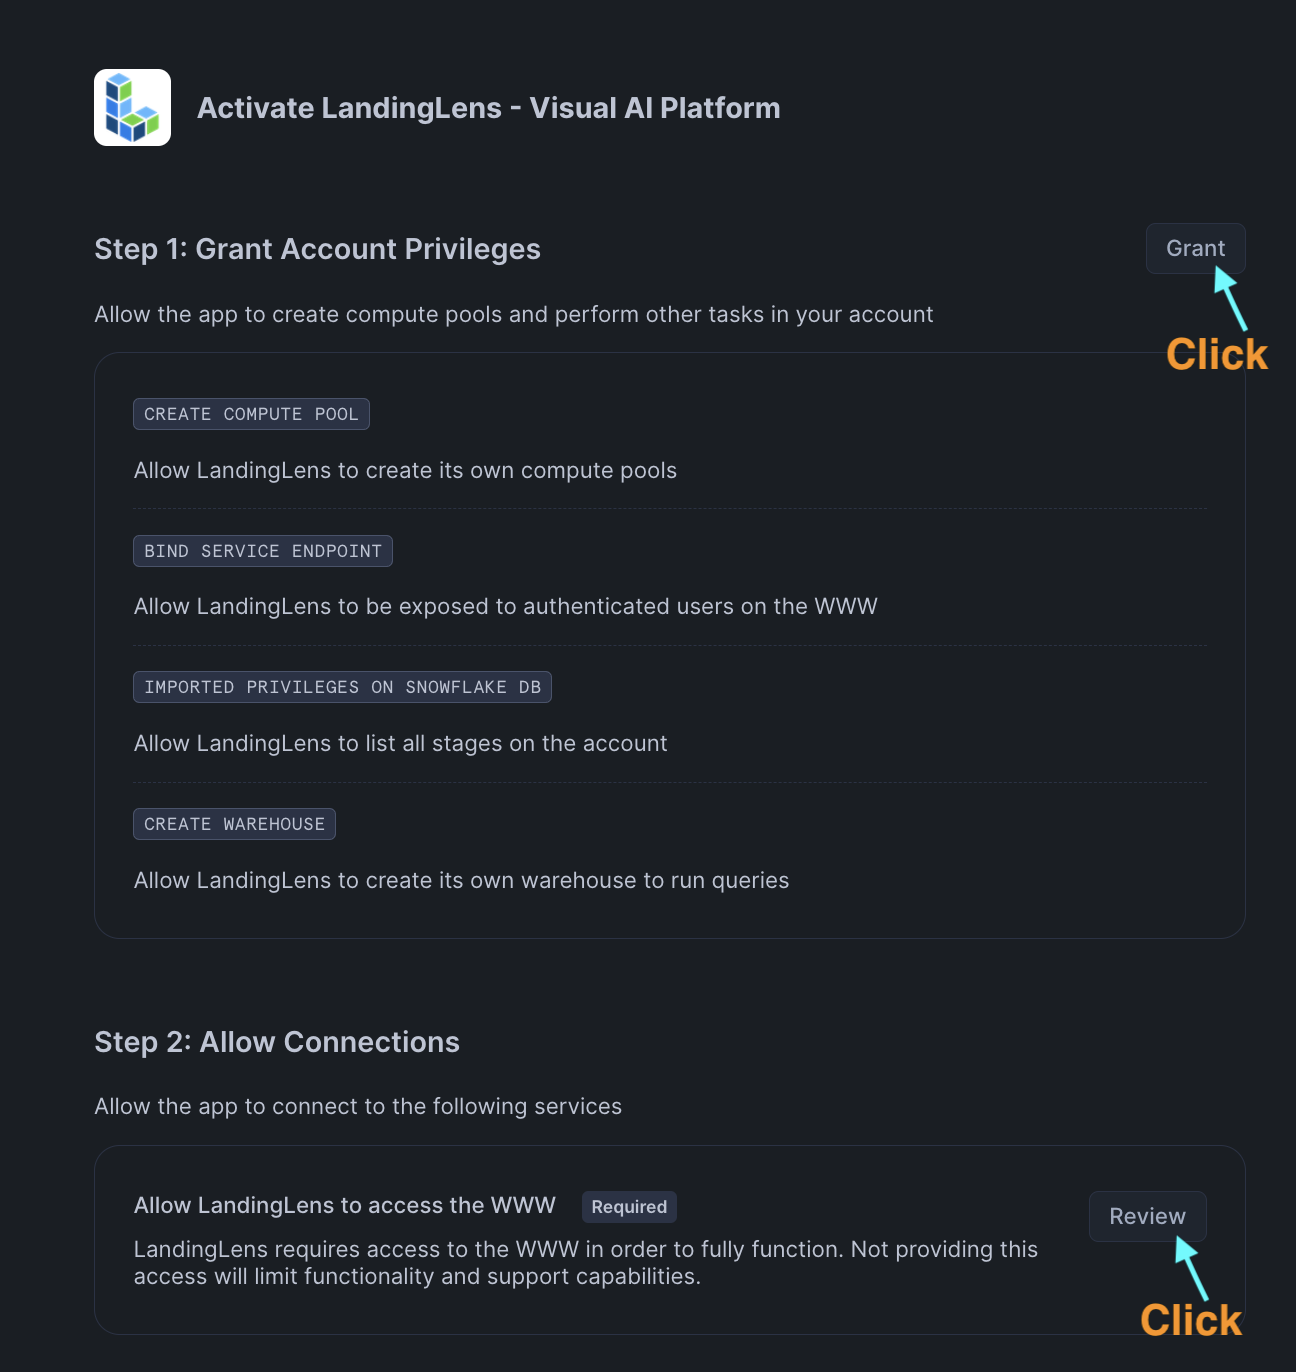 Activate LandingLens - Visual AI Platform
Step 1: Grant Account Privileges
Grant
Click
Allow the app to create compute pools and perform other tasks in your account
CREATE COMPUTE POOL
Allow LandingLens to create its own compute pools
BIND SERVICE ENDPOINT
Allow LandingLens to be exposed to authenticated users on the WWW
IMPORTED PRIVILEGES ON SNOWFLAKE DB
Allow LandingLens to list all stages on the account
CREATE WAREHOUSE
Allow LandingLens to create its own warehouse to run queries
Step 2: Allow Connections
Allow the app to connect to the following services
Allow LandingLens to access the WWW Required
Review
LandingLens requires access to the WWW in order to fully function. Not providing this
access will limit functionality and support capabilities.
Click